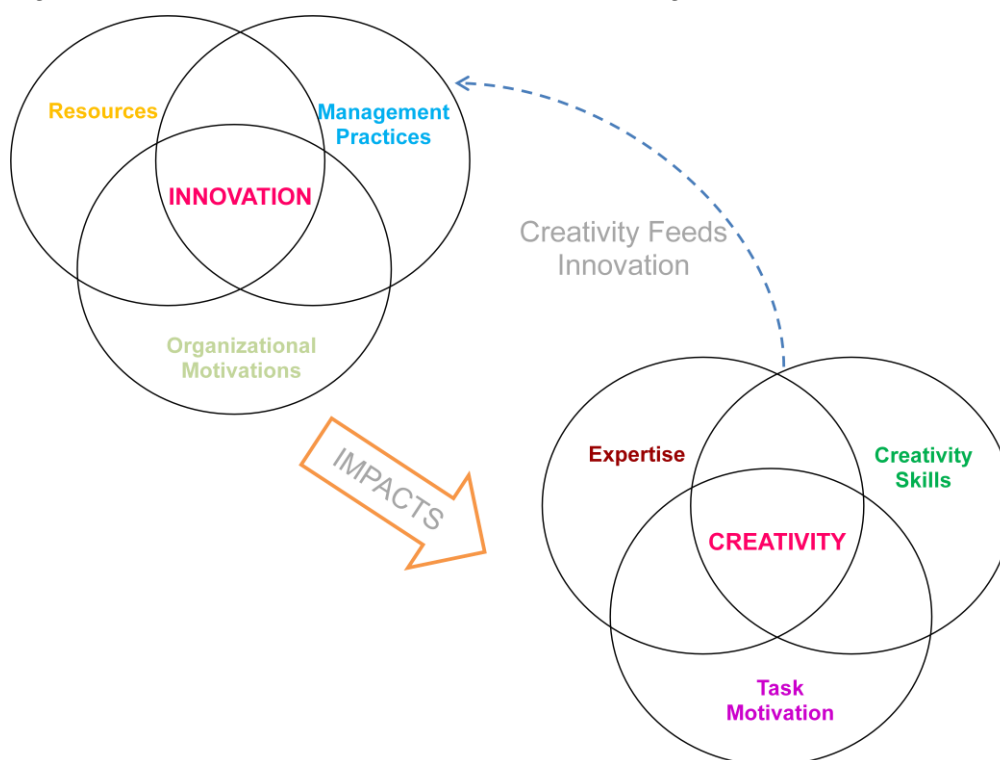 Resources
Management
Practices
INNOVATION
Organizational
Motivations
Creativity Feeds
Innovation
IMPACTS
Expertise
Creativity
Skills
CREATIVITY
Task
Motivation